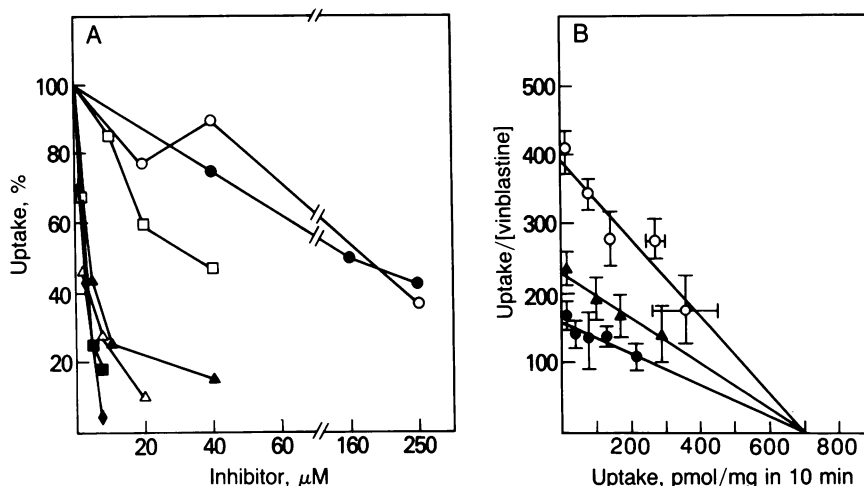 A
100
80
60
40
20
Uptake, %
20 40 60 160 250
Inhibitor, μM
B
500
400
300
200
100
Uptake/[vinblastine]
200 400 600 800
Uptake, pmol/mg in 10 min